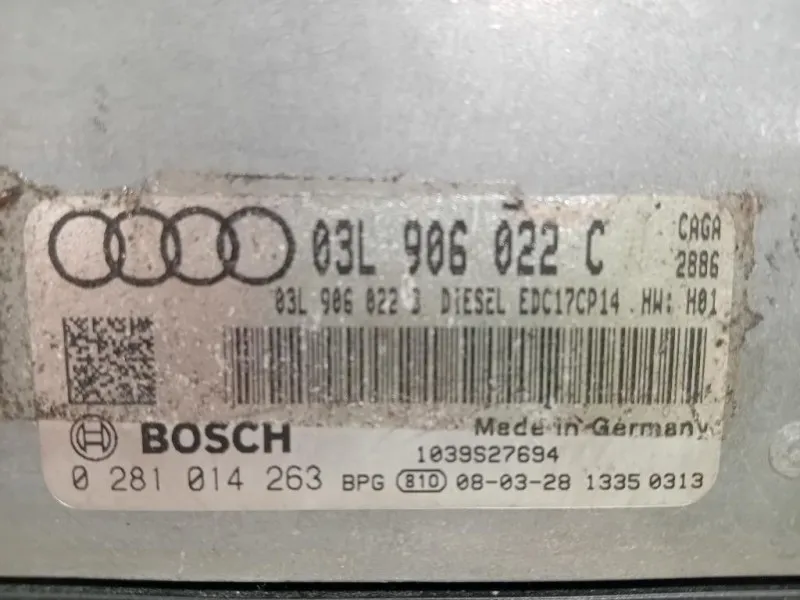 03L 906 022 C
CAGA
2886
03L 906 022 DIESEL EDC17CP14 HW: H01
BOSCH
Made in Germany
1039S27694
0 281 014 263 BPG 810 08-03-28 1335 0313